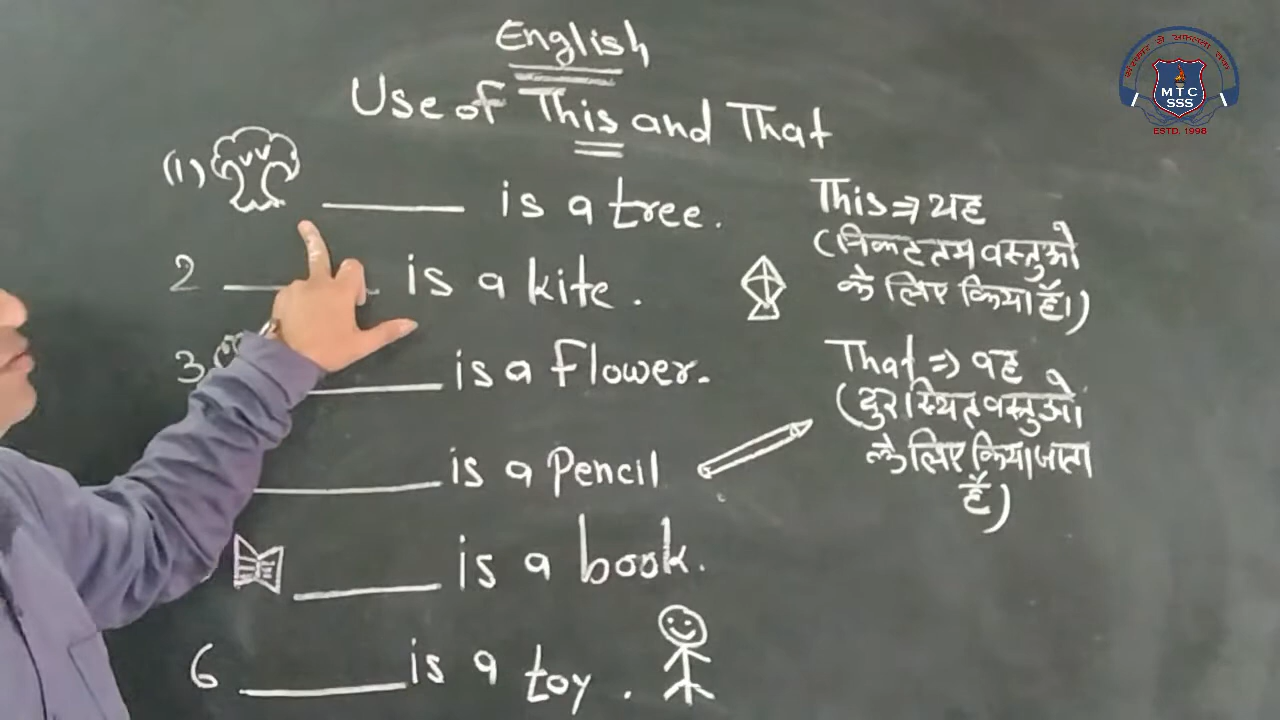 English
Use of This and That
(1) ______ is a tree.
2 ______ is a kite.
3 ______ is a flower.
______ is a Pencil
______ is a book.
6 ______ is a toy.
This ⇒ यह
(निकटतम वस्तुओ
के लिए किया हैं।)
That ⇒ वह
(दुर स्थित वस्तुओ
के लिए किया जाता
हैं)
संस्कार से सफलता तक
MTC
SSS
ESTD. 1998